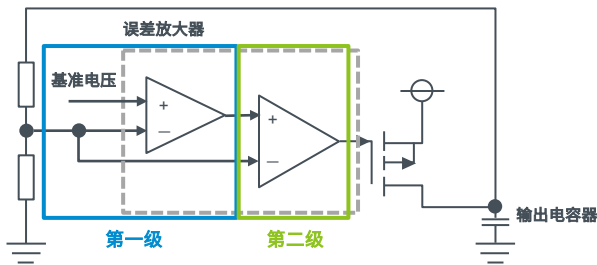 误差放大器
基准电压
+
—
+
—
输出电容器
第一级
第二级